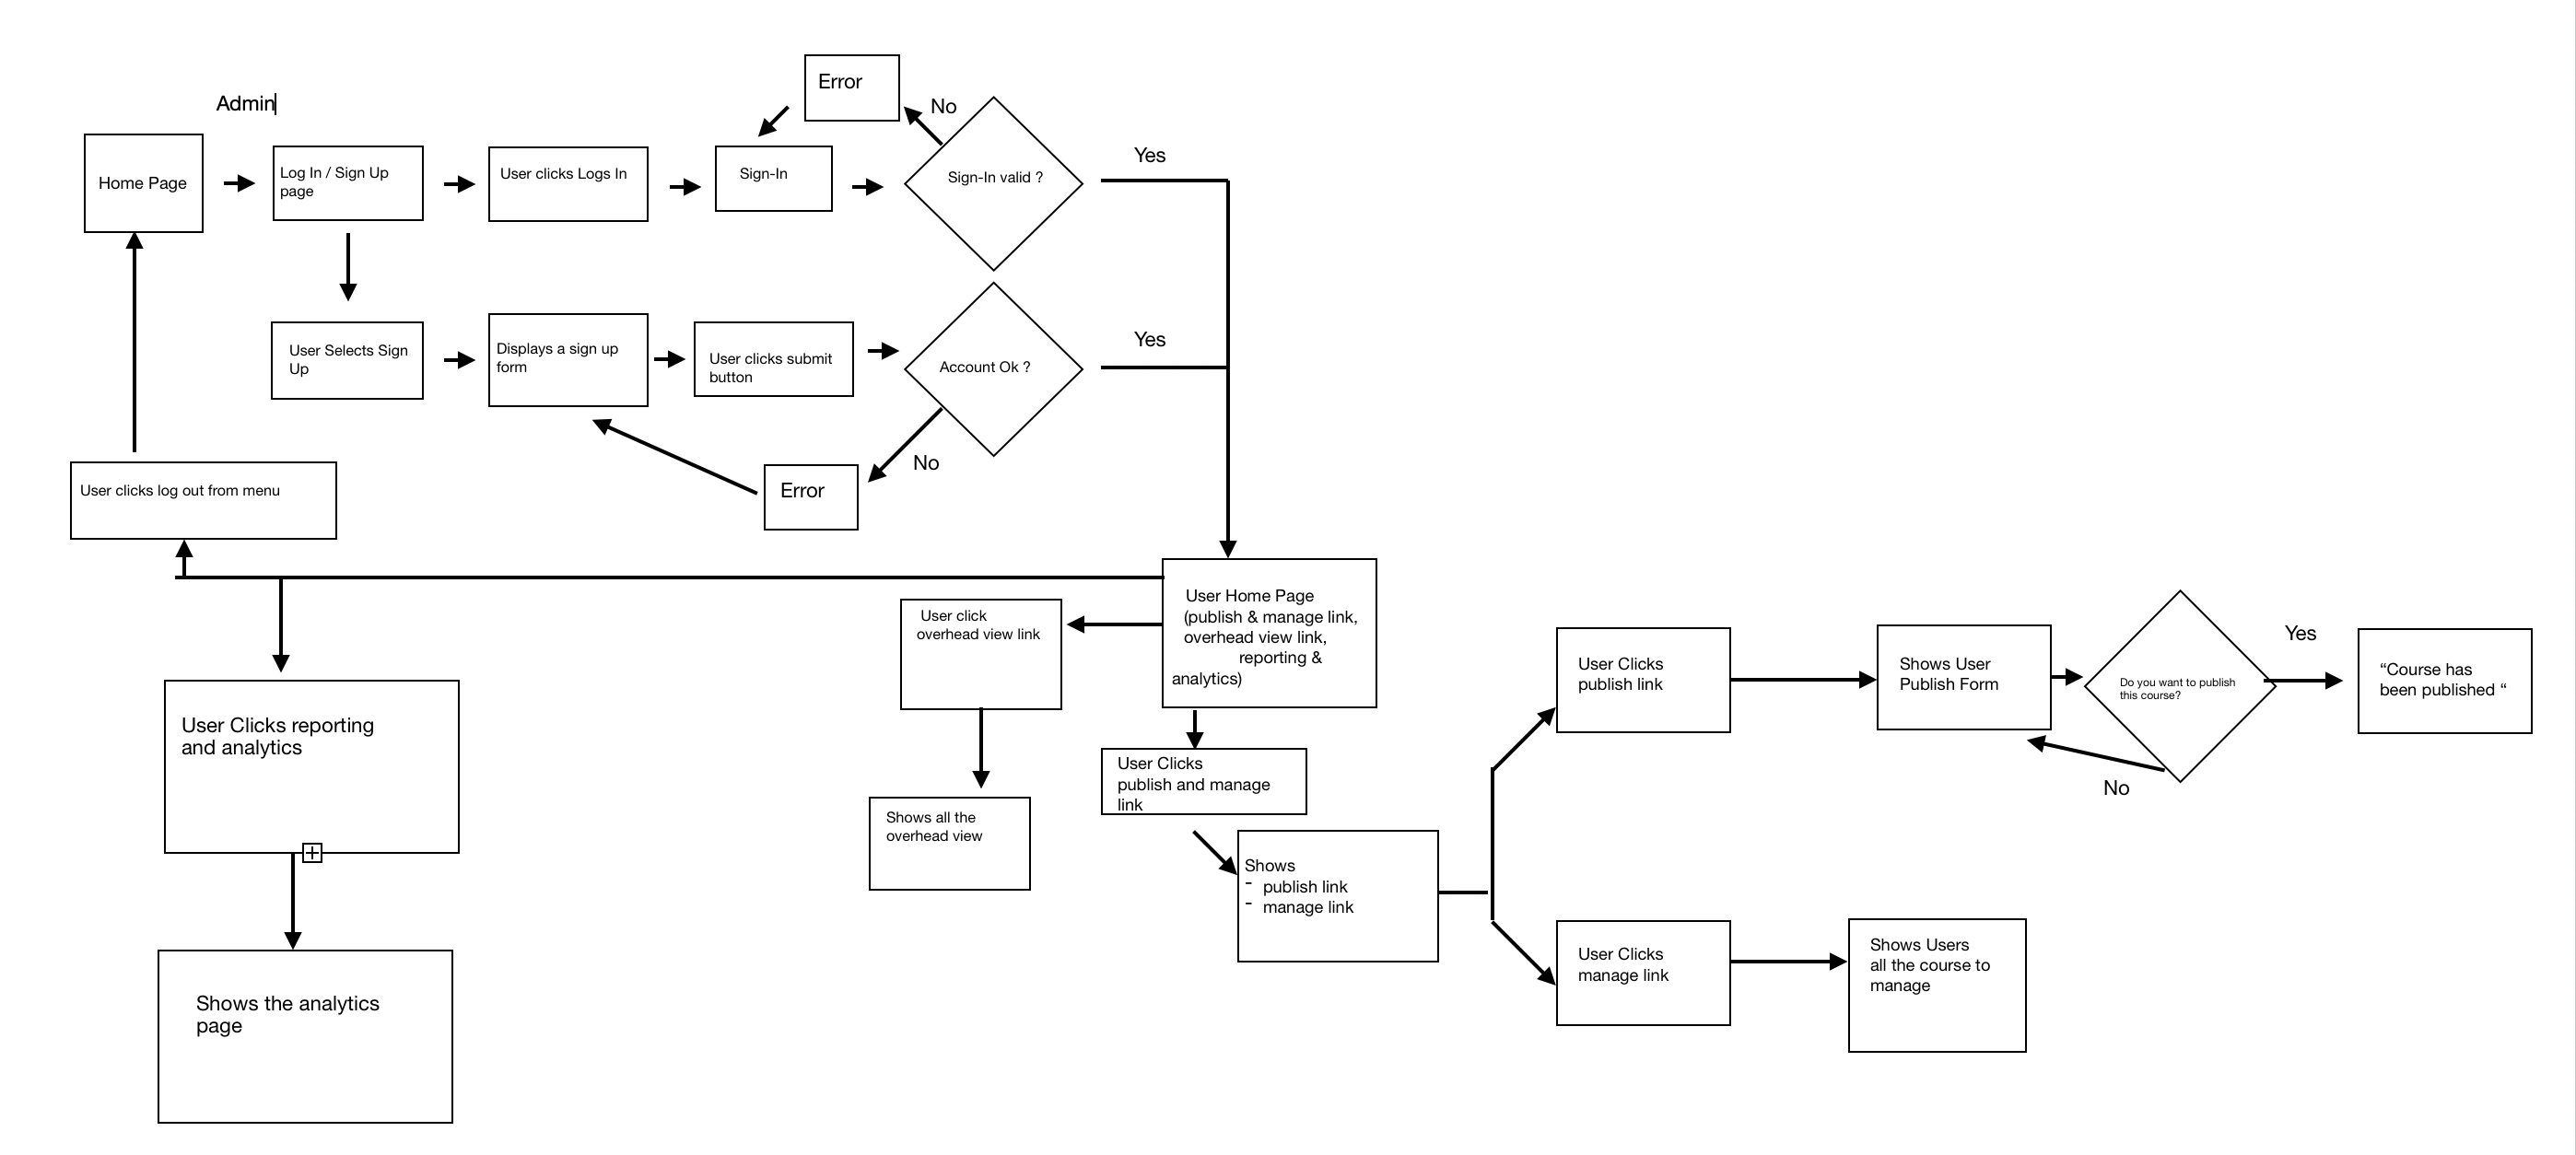 Error
No
Admin
Yes
Home Page
Log In / Sign Up
page
User clicks Logs In
Sign-In
Sign-In valid ?
Yes
User Selects Sign
Up
Displays a sign up
form
User clicks submit
button
Account Ok ?
No
Error
User clicks log out from menu
User Home Page
(publish & manage link,
overhead view link,
reporting &
analytics)
User click
overhead view link
Shows all the
overhead view
User Clicks reporting
and analytics
Shows the analytics
page
User Clicks
publish and manage
link
Shows
- publish link
- manage link
User Clicks
publish link
Shows User
Publish Form
Do you want to publish
this course?
Yes
No
“Course has
been published “
User Clicks
manage link
Shows Users
all the course to
manage